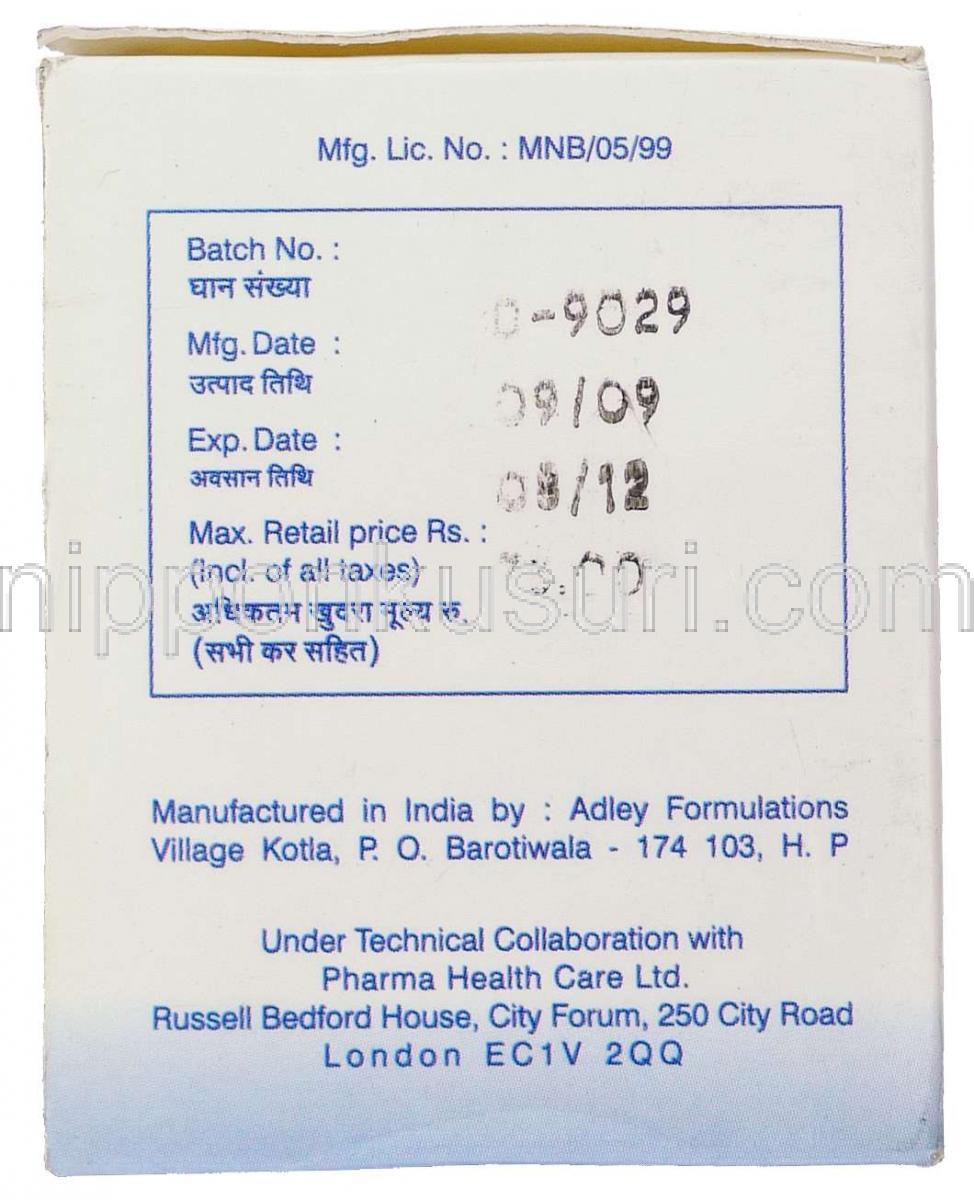 Mfg. Lic. No. : MNB/05/99
Batch No. :
घान संख्या
-9029
Mfg. Date :
उत्पाद तिथि
09/09
Exp. Date :
अवसान तिथि
08/12
Max. Retail price Rs. :
(incl. of all taxes)
अधिकतम खुदरा मूल्य रु.
(सभी कर सहित)
nipponkusuri.com
Manufactured in India by : Adley Formulations
Village Kotla, P. O. Barotiwala - 174 103, H. P
Under Technical Collaboration with
Pharma Health Care Ltd.
Russell Bedford House, City Forum, 250 City Road
London EC1V 2QQ